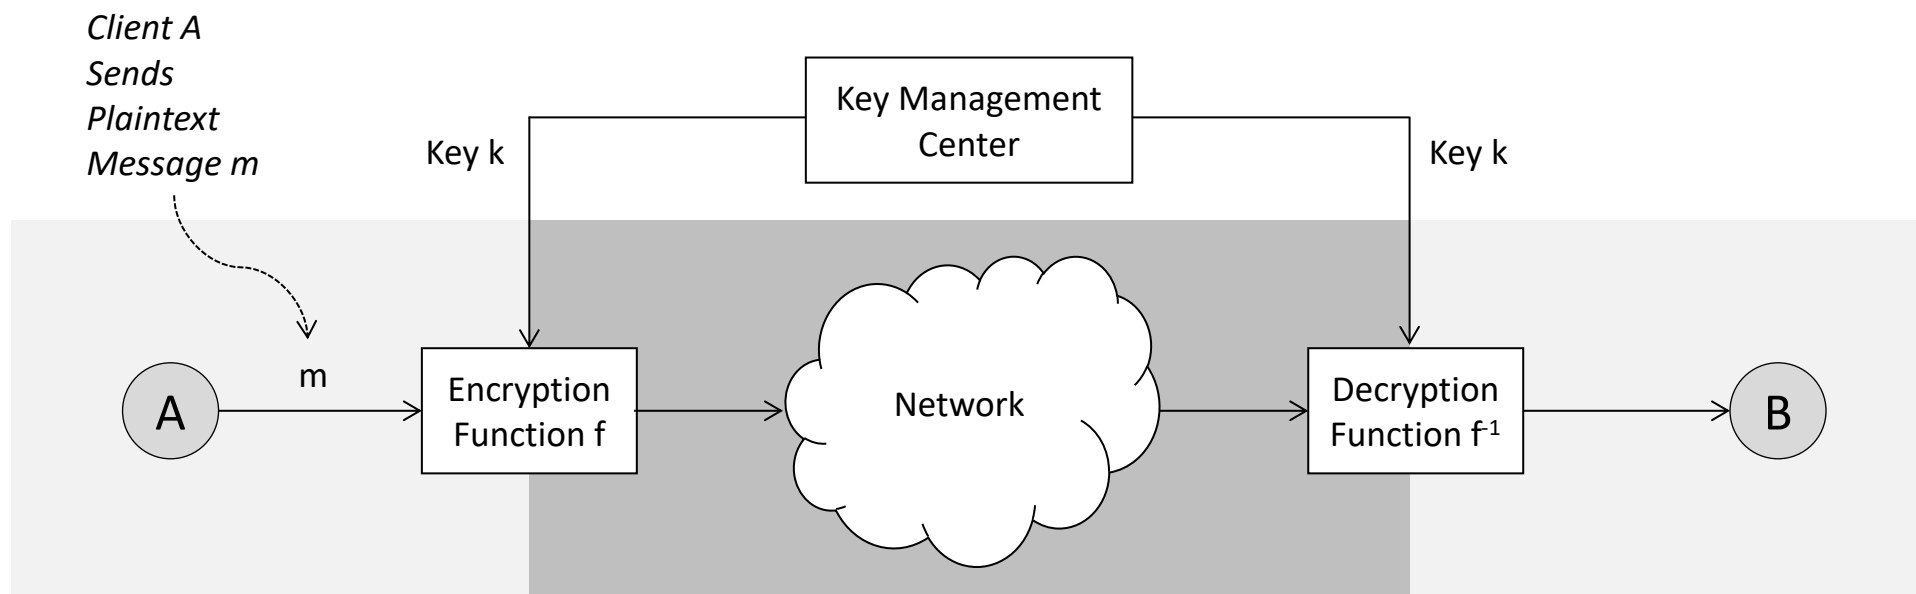 Client A
Sends
Plaintext
Message m
Key Management
Center
Key k
Key k
m
A
Encryption
Function f
Network
Decryption
Function f⁻¹
B